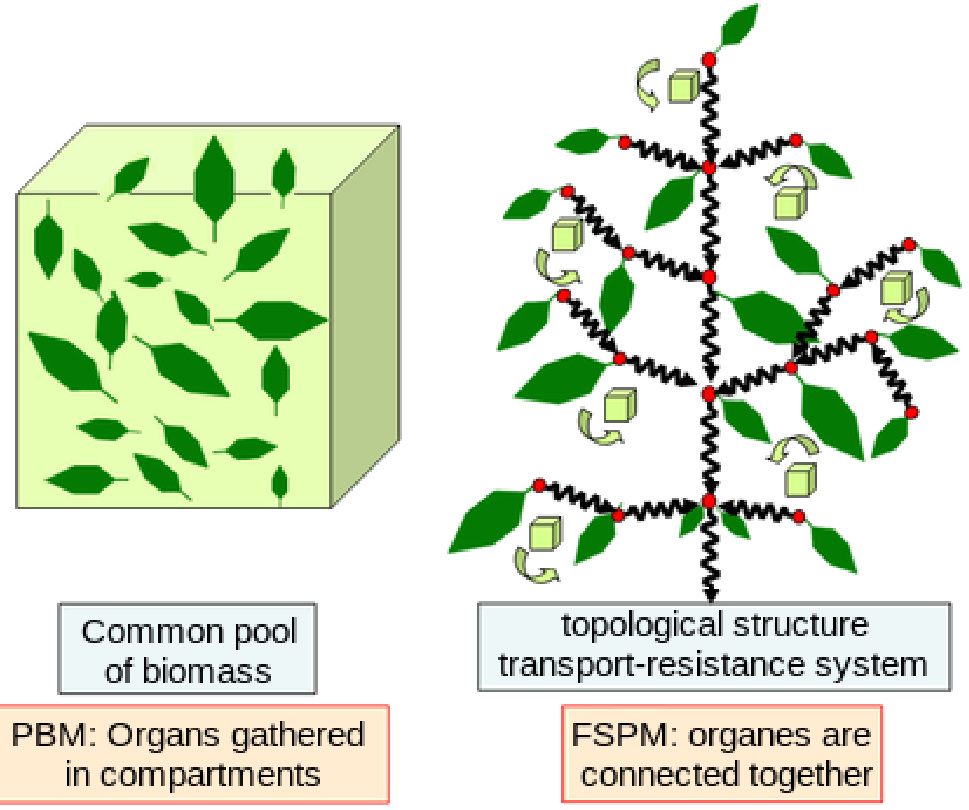 Common pool
of biomass
topological structure
transport-resistance system
PBM: Organs gathered
in compartments
FSPM: organes are
connected together